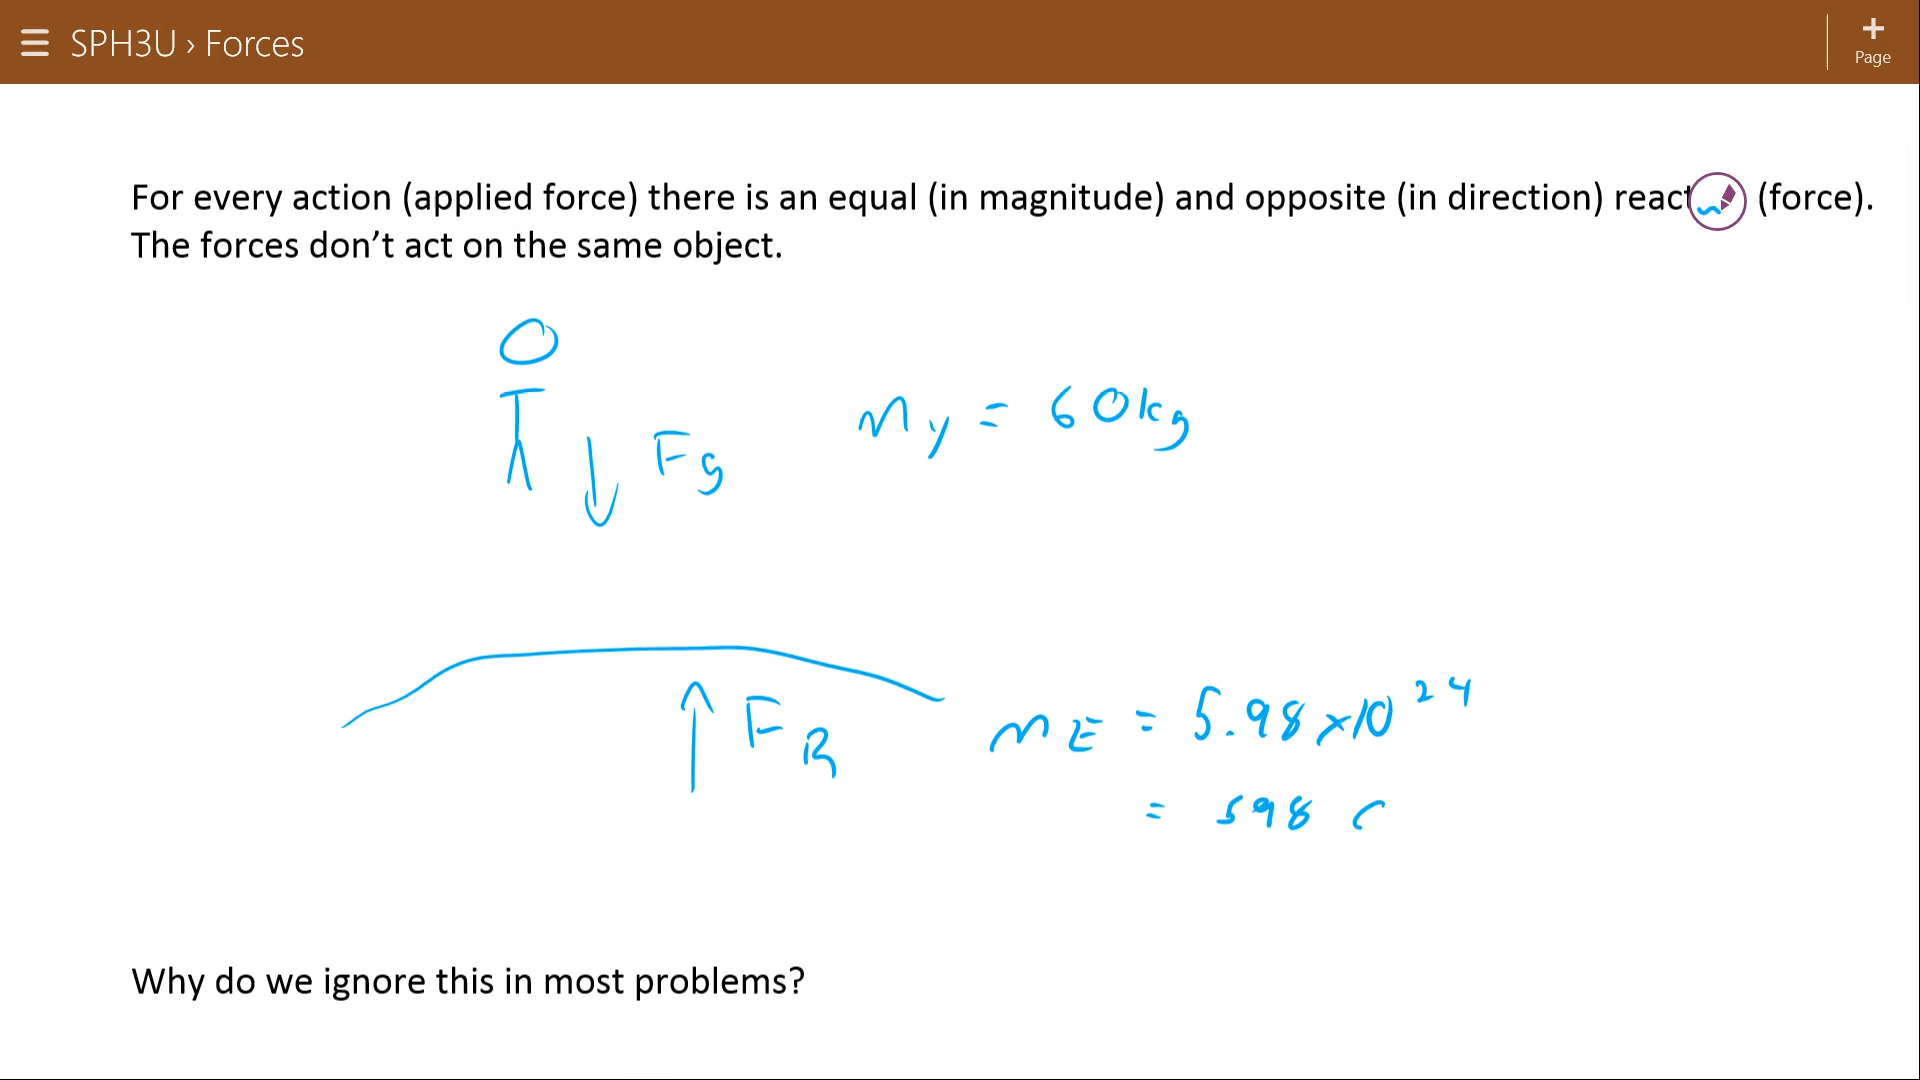 SPH3U › Forces
+
Page
For every action (applied force) there is an equal (in magnitude) and opposite (in direction) react (force).
The forces don’t act on the same object.
Fg
my = 60kg
FR
mE = 5.98 x10²⁴
= 598 0
Why do we ignore this in most problems?